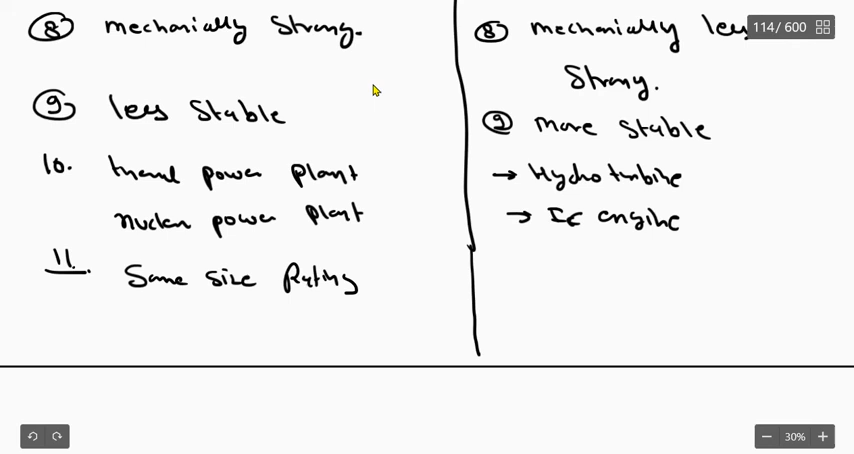 8 mechanially Strong.
9 less Stable
10. thermal power plant
nuclear power plant
11. Same size Rating
8 mechanially less
Strong.
9 more stable
→ Hydro turbine
→ IC engine
114 / 600
30%